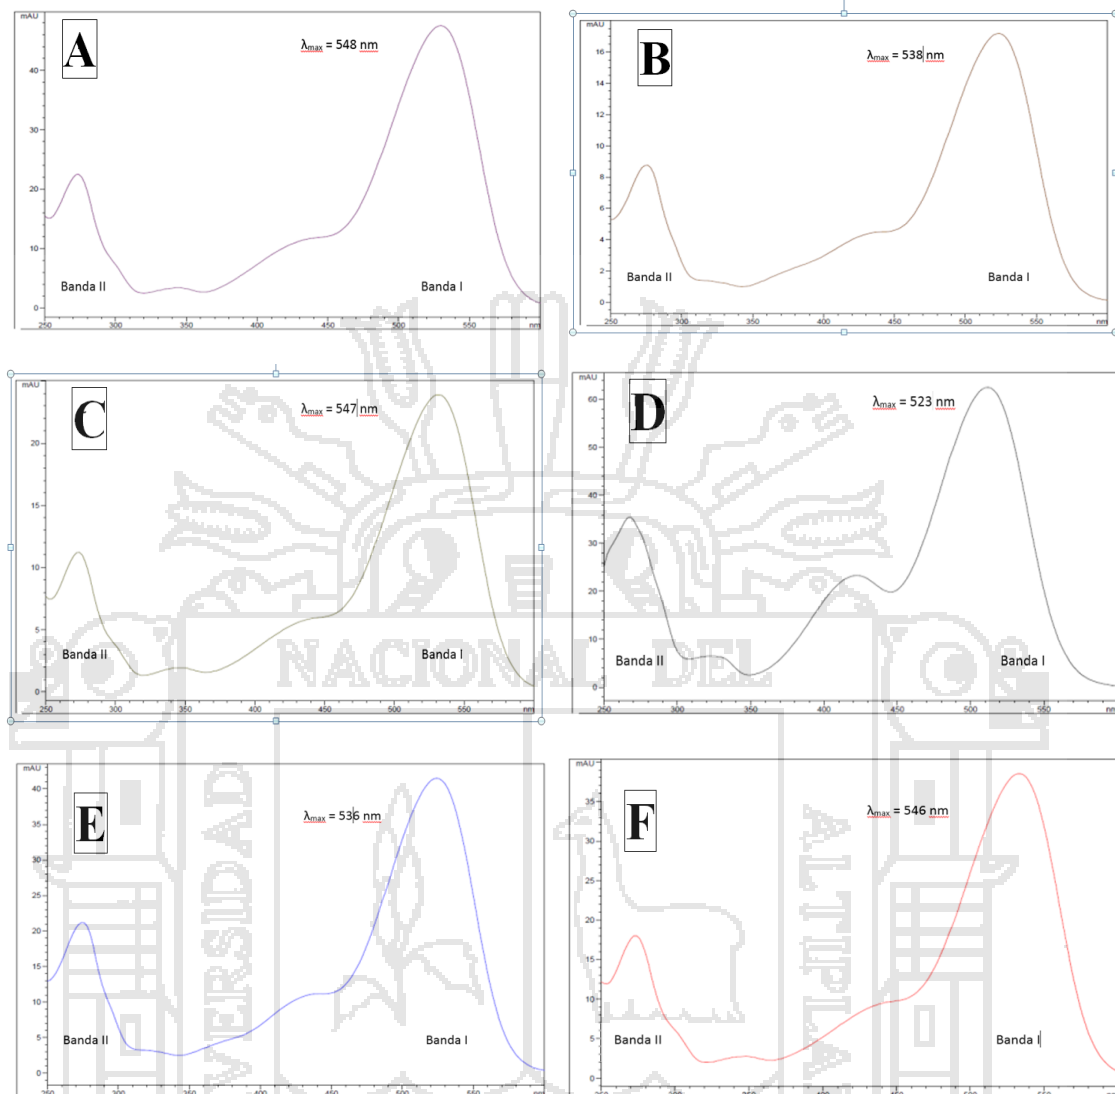 mAU
A
λmax = 548 nm
40
30
20
10
0
Banda II
Banda I
250 300 350 400 450 500 550 nm
mAU
B
λmax = 538 nm
16
14
12
10
8
6
4
2
0
Banda II
Banda I
250 300 350 400 450 500 550 nm
mAU
C
λmax = 547 nm
20
15
10
5
0
Banda II
Banda I
250 300 350 400 450 500 550 nm
mAU
D
λmax = 523 nm
60
50
40
30
20
10
0
Banda II
Banda I
250 300 350 400 450 500 550
NACIONAL DEL
mAU
E
λmax = 536 nm
40
35
30
25
20
15
10
5
0
Banda II
Banda I
mAU
F
λmax = 546 nm
35
30
25
20
15
10
5
0
Banda II
Banda I
VERSIDAD
ALTIPLA